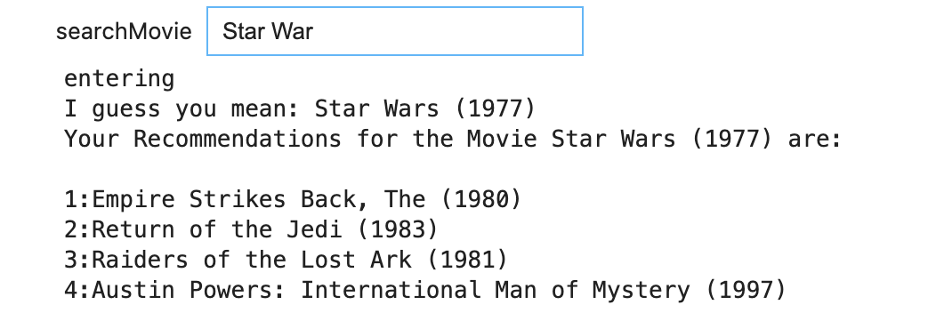 searchMovie Star War
entering
I guess you mean: Star Wars (1977)
Your Recommendations for the Movie Star Wars (1977) are:
1:Empire Strikes Back, The (1980)
2:Return of the Jedi (1983)
3:Raiders of the Lost Ark (1981)
4:Austin Powers: International Man of Mystery (1997)